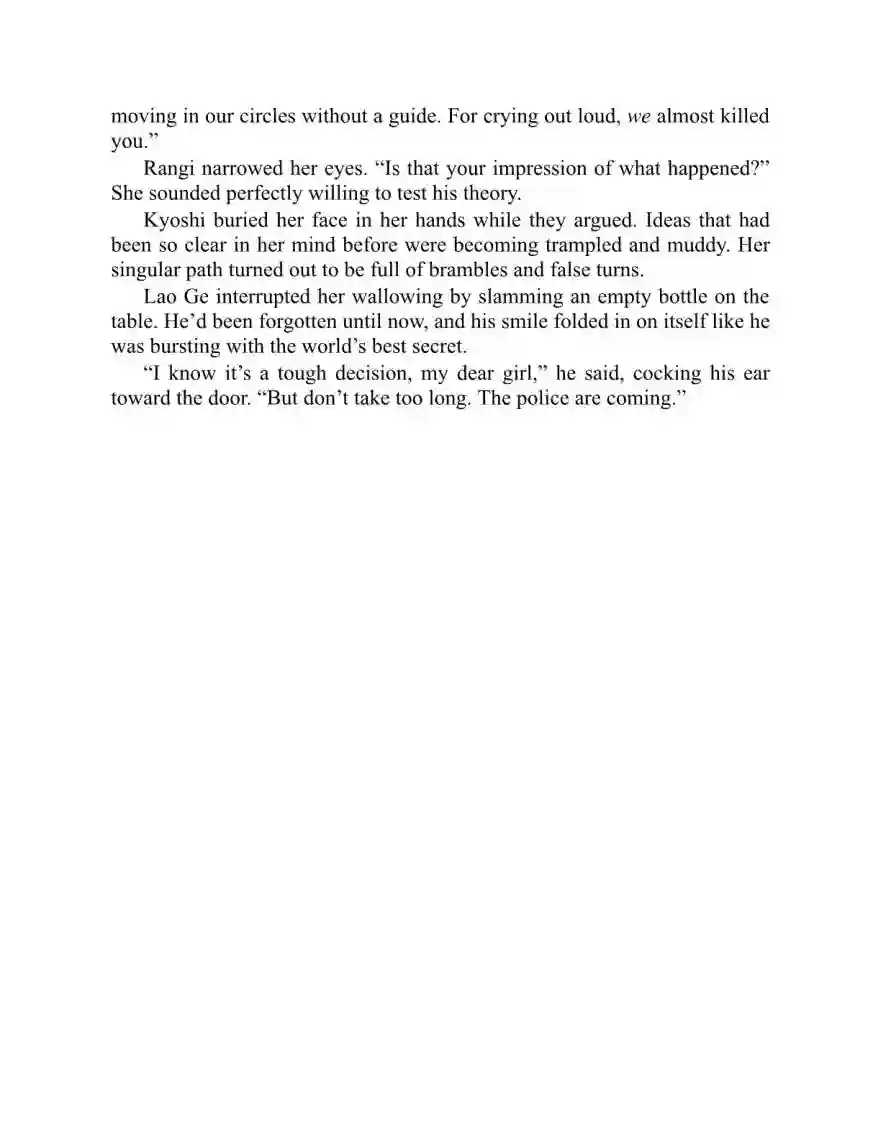 moving in our circles without a guide. For crying out loud, we almost killed
you.”
Rangi narrowed her eyes. “Is that your impression of what happened?”
She sounded perfectly willing to test his theory.
Kyoshi buried her face in her hands while they argued. Ideas that had
been so clear in her mind before were becoming trampled and muddy. Her
singular path turned out to be full of brambles and false turns.
Lao Ge interrupted her wallowing by slamming an empty bottle on the
table. He’d been forgotten until now, and his smile folded in on itself like he
was bursting with the world’s best secret.
“I know it’s a tough decision, my dear girl,” he said, cocking his ear
toward the door. “But don’t take too long. The police are coming.”